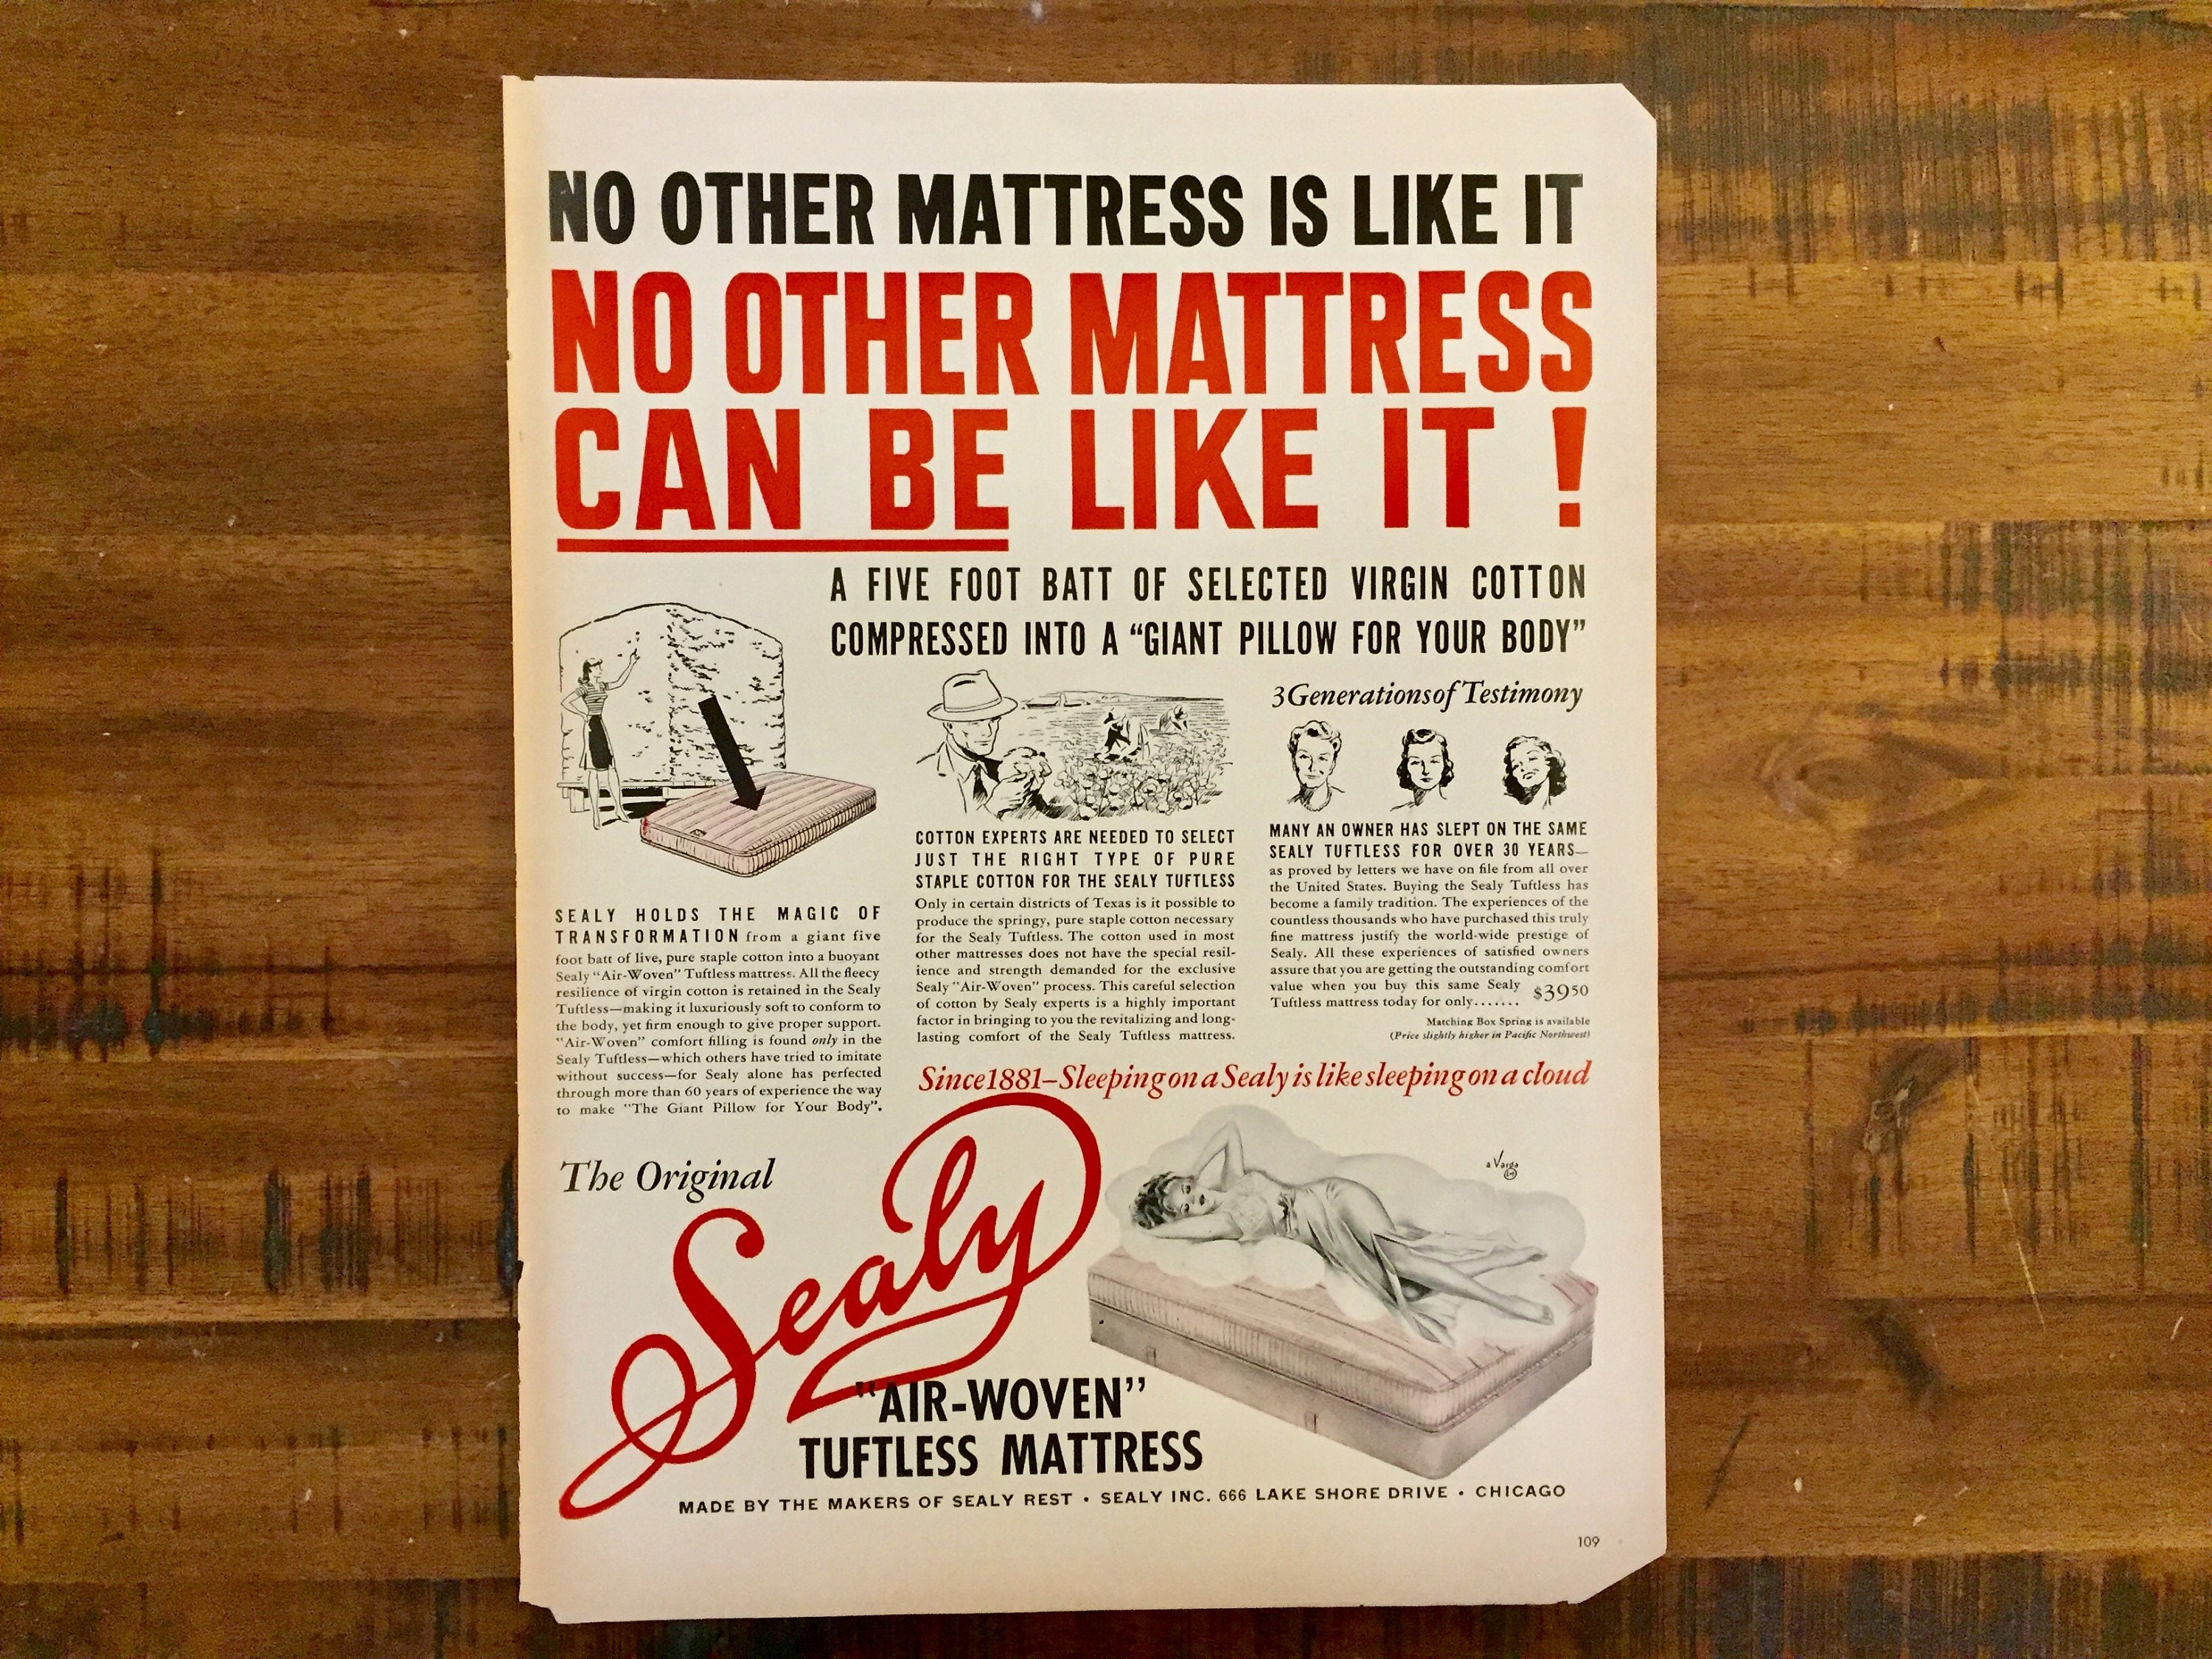 NO OTHER MATTRESS IS LIKE IT
NO OTHER MATTRESS
CAN BE LIKE IT !
A FIVE FOOT BATT OF SELECTED VIRGIN COTTON
COMPRESSED INTO A “GIANT PILLOW FOR YOUR BODY”
SEALY HOLDS THE MAGIC OF
TRANSFORMATION from a giant five
foot batt of live, pure staple cotton into a buoyant
Sealy “Air-Woven” Tuftless mattress. All the fleecy
resilience of virgin cotton is retained in the Sealy
Tuftless—making it luxuriously soft to conform to
the body, yet firm enough to give proper support.
“Air-Woven” comfort filling is found only in the
Sealy Tuftless—which others have tried to imitate
without success—for Sealy alone has perfected
through more than 60 years of experience the way
to make “The Giant Pillow for Your Body”.
COTTON EXPERTS ARE NEEDED TO SELECT
JUST THE RIGHT TYPE OF PURE
STAPLE COTTON FOR THE SEALY TUFTLESS
Only in certain districts of Texas is it possible to
produce the springy, pure staple cotton necessary
for the Sealy Tuftless. The cotton used in most
other mattresses does not have the special resil-
ience and strength demanded for the exclusive
Sealy “Air-Woven” process. This careful selection
of cotton by Sealy experts is a highly important
factor in bringing to you the revitalizing and long-
lasting comfort of the Sealy Tuftless mattress.
3 Generations of Testimony
MANY AN OWNER HAS SLEPT ON THE SAME
SEALY TUFTLESS FOR OVER 30 YEARS—
as proved by letters we have on file from all over
the United States. Buying the Sealy Tuftless has
become a family tradition. The experiences of the
countless thousands who have purchased this truly
fine mattress justify the world-wide prestige of
Sealy. All these experiences of satisfied owners
assure that you are getting the outstanding comfort
value when you buy this same Sealy
Tuftless mattress today for only....... $3950
Matching Box Spring is available
(Price slightly higher in Pacific Northwest)
Since 1881–Sleeping on a Sealy is like sleeping on a cloud
The Original
Sealy
a Varga
“AIR-WOVEN”
TUFTLESS MATTRESS
MADE BY THE MAKERS OF SEALY REST • SEALY INC. 666 LAKE SHORE DRIVE • CHICAGO
109